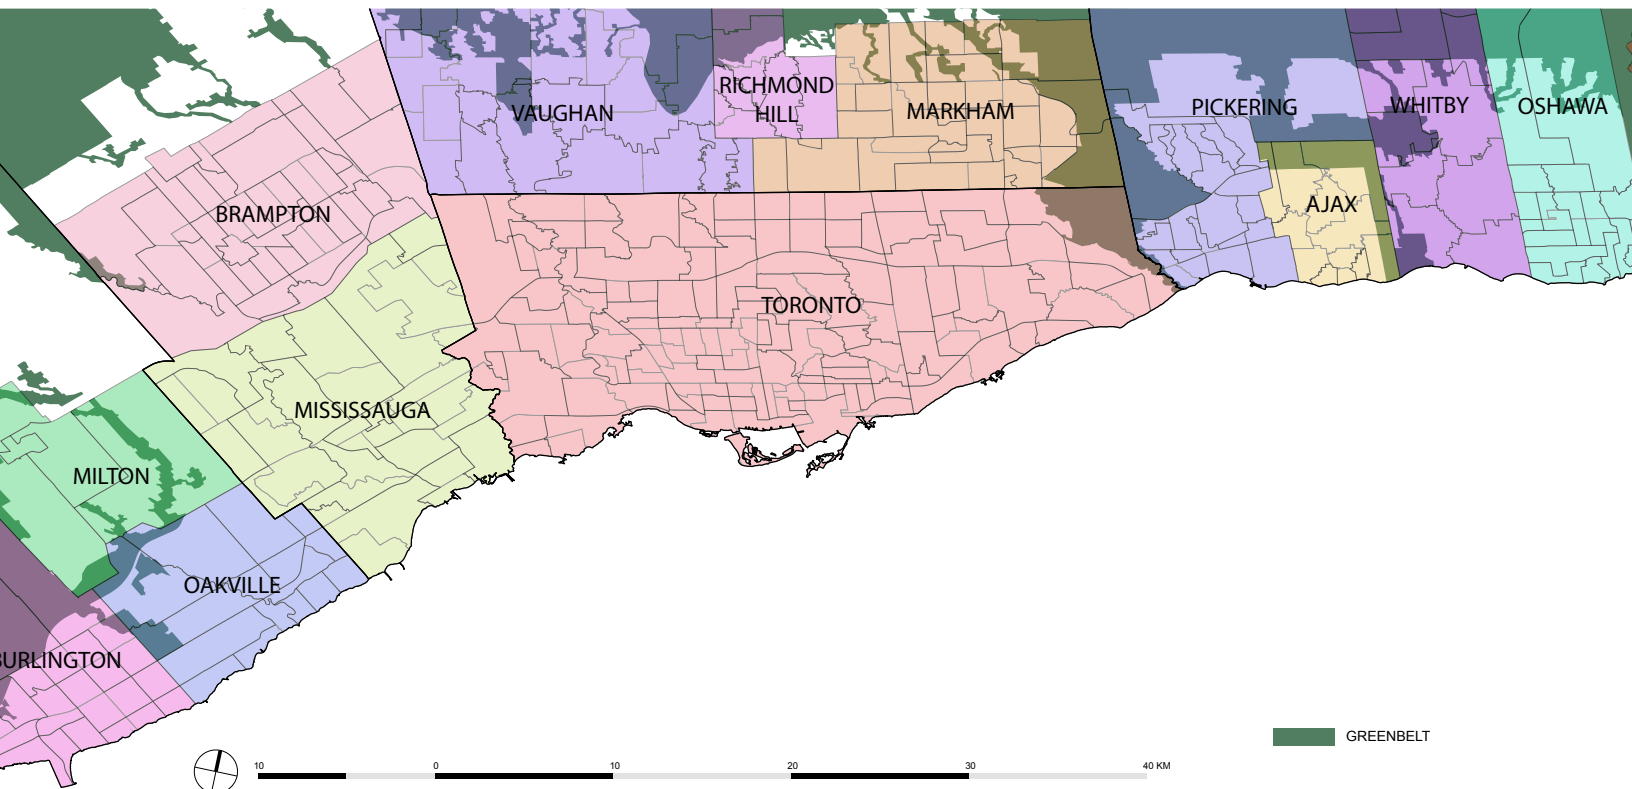 RICHMOND
HILL
VAUGHAN
MARKHAM
PICKERING
WHITBY
OSHAWA
BRAMPTON
AJAX
TORONTO
MISSISSAUGA
MILTON
OAKVILLE
BURLINGTON
GREENBELT
10 0 10 20 30 40 KM